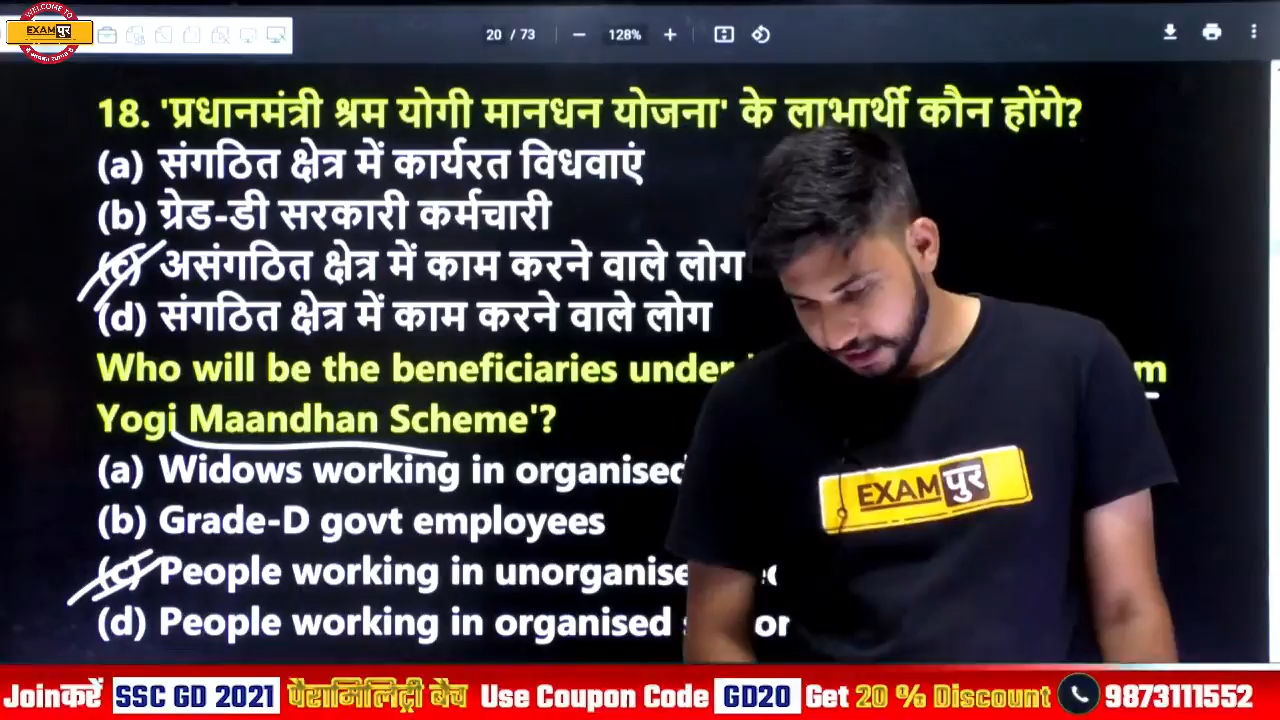 WELCOME TO
EXAMपुर
20 / 73
128%
18. 'प्रधानमंत्री श्रम योगी मानधन योजना' के लाभार्थी कौन होंगे?
(a) संगठित क्षेत्र में कार्यरत विधवाएं
(b) ग्रेड-डी सरकारी कर्मचारी
(c) असंगठित क्षेत्र में काम करने वाले लोग
(d) संगठित क्षेत्र में काम करने वाले लोग
Who will be the beneficiaries under
Yogi Maandhan Scheme'?
(a) Widows working in organised
(b) Grade-D govt employees
(c) People working in
(d) People working in organised
EXAMपुर
Joinकरें SSC GD 2021 पैरामिलिट्री बैच Use Coupon Code GD20 Get 20 % Discount 9873111552